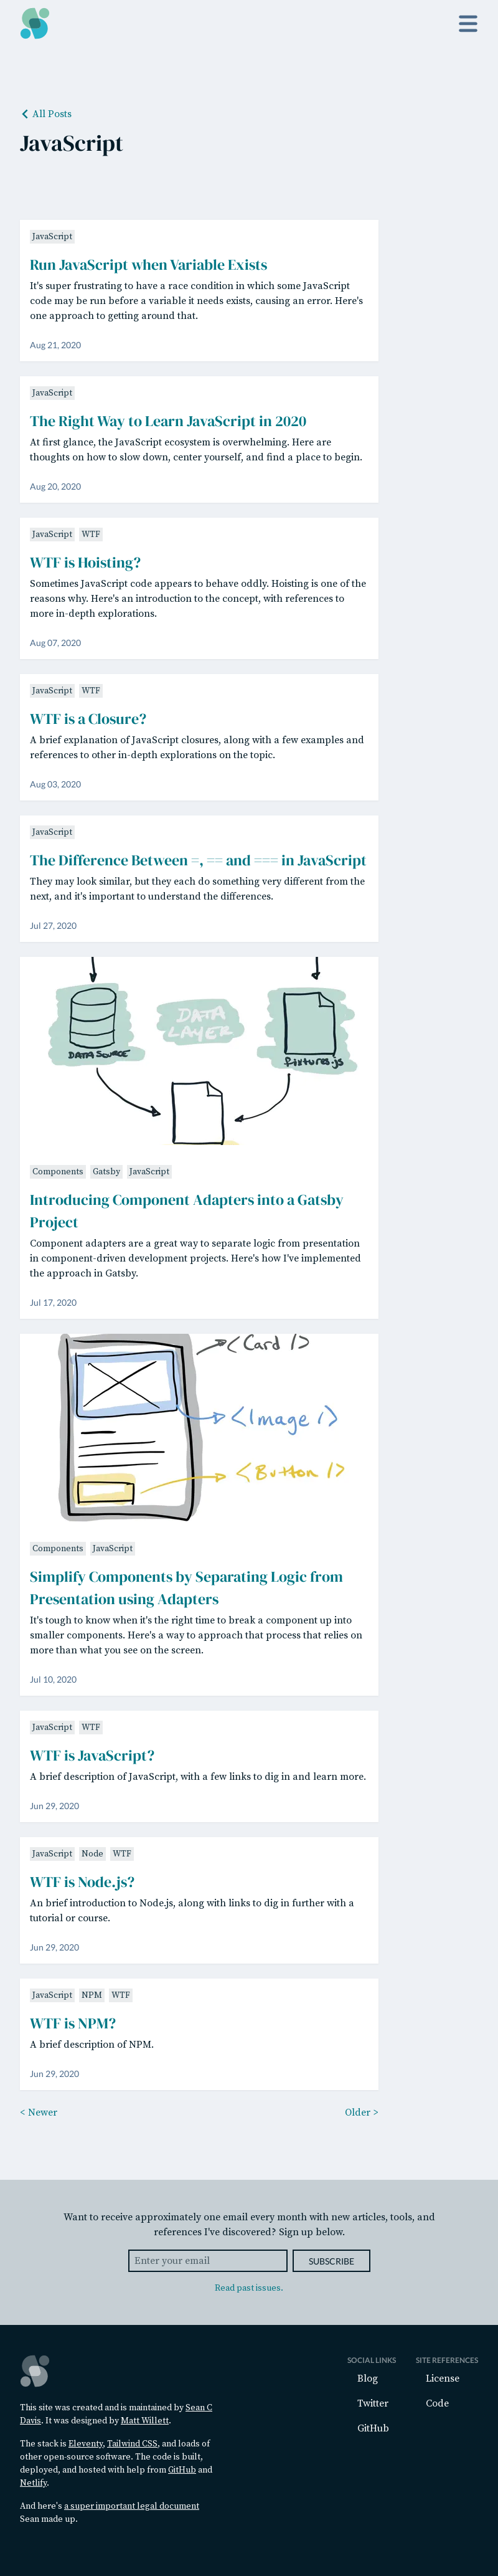 All Posts
JavaScript
JavaScript
Run JavaScript when Variable Exists
It's super frustrating to have a race condition in which some JavaScript
code may be run before a variable it needs exists, causing an error. Here's
one approach to getting around that.
Aug 21, 2020
JavaScript
The Right Way to Learn JavaScript in 2020
At first glance, the JavaScript ecosystem is overwhelming. Here are
thoughts on how to slow down, center yourself, and find a place to begin.
Aug 20, 2020
JavaScript WTF
WTF is Hoisting?
Sometimes JavaScript code appears to behave oddly. Hoisting is one of the
reasons why. Here's an introduction to the concept, with references to
more in-depth explorations.
Aug 07, 2020
JavaScript WTF
WTF is a Closure?
A brief explanation of JavaScript closures, along with a few examples and
references to other in-depth explorations on the topic.
Aug 03, 2020
JavaScript
The Difference Between =, == and === in JavaScript
They may look similar, but they each do something very different from the
next, and it's important to understand the differences.
Jul 27, 2020
DATA
LAYER
DATA SOURCE
fixtures.js
Components Gatsby JavaScript
Introducing Component Adapters into a Gatsby
Project
Component adapters are a great way to separate logic from presentation
in component-driven development projects. Here's how I've implemented
the approach in Gatsby.
Jul 17, 2020
<Card />
<Image />
<Button />
Components JavaScript
Simplify Components by Separating Logic from
Presentation using Adapters
It's tough to know when it's the right time to break a component up into
smaller components. Here's a way to approach that process that relies on
more than what you see on the screen.
Jul 10, 2020
JavaScript WTF
WTF is JavaScript?
A brief description of JavaScript, with a few links to dig in and learn more.
Jun 29, 2020
JavaScript Node WTF
WTF is Node.js?
An brief introduction to Node.js, along with links to dig in further with a
tutorial or course.
Jun 29, 2020
JavaScript NPM WTF
WTF is NPM?
A brief description of NPM.
Jun 29, 2020
< Newer Older >
Want to receive approximately one email every month with new articles, tools, and
references I've discovered? Sign up below.
Enter your email SUBSCRIBE
Read past issues.
This site was created and is maintained by Sean C
Davis. It was designed by Matt Willett.
The stack is Eleventy, Tailwind CSS, and loads of
other open-source software. The code is built,
deployed, and hosted with help from GitHub and
Netlify.
And here's a super important legal document
Sean made up.
SOCIAL LINKS
Blog
Twitter
GitHub
SITE REFERENCES
License
Code